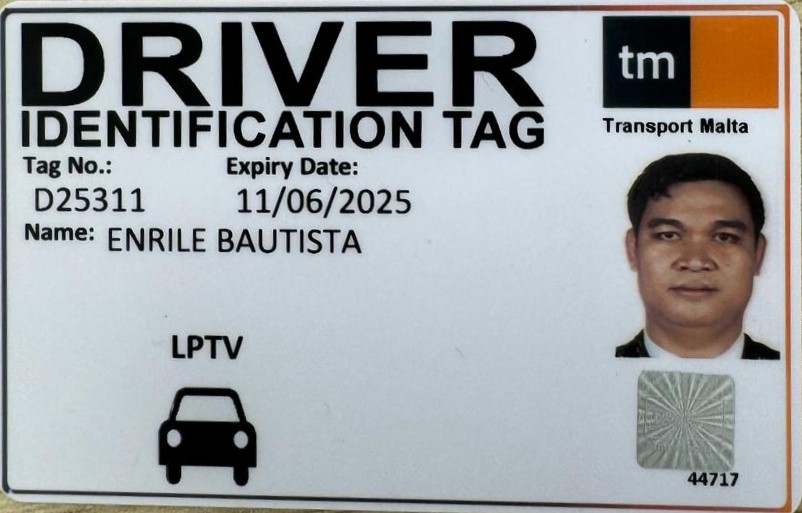 DRIVER
IDENTIFICATION TAG
tm
Transport Malta
Tag No.: Expiry Date:
D25311 11/06/2025
Name: ENRILE BAUTISTA
LPTV
44717